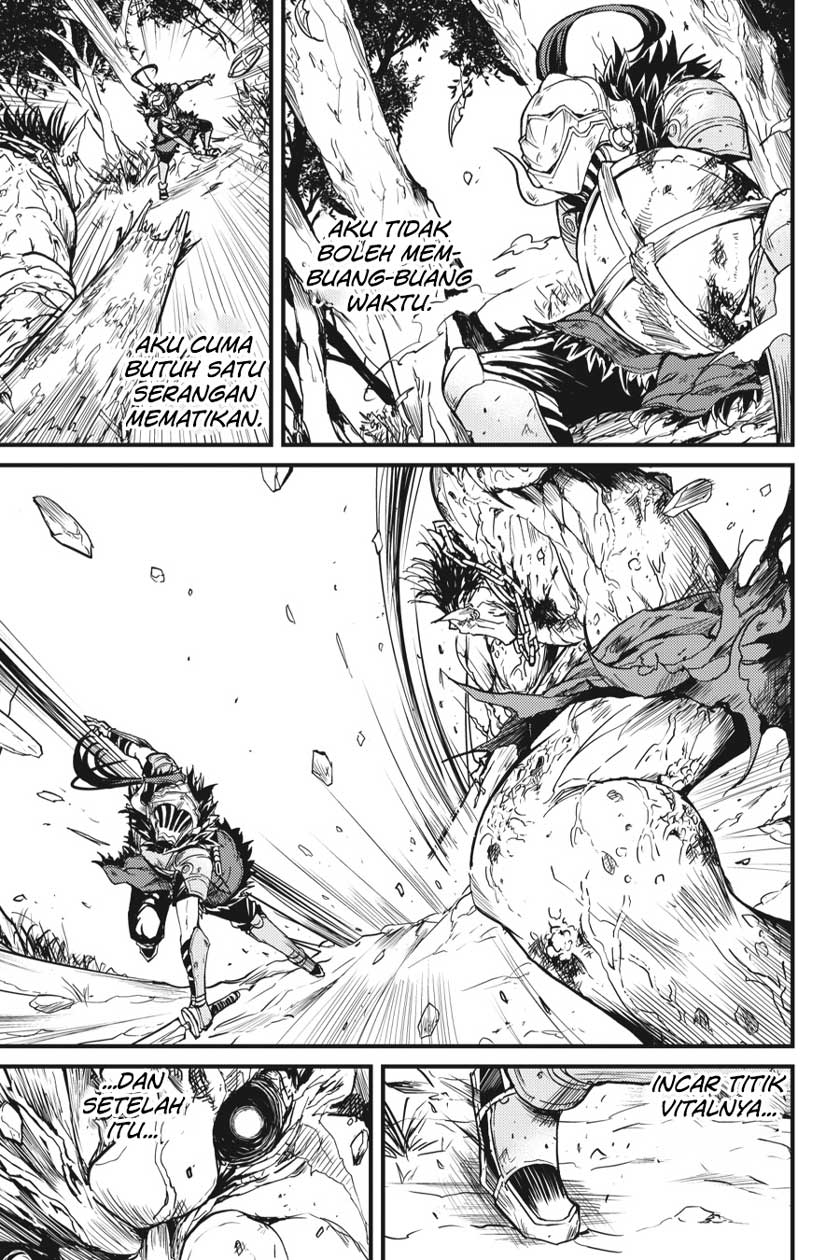 AKU TIDAK
BOLEH MEM-
BUANG-BUANG
WAKTU.
AKU CUMA
BUTUH SATU
SERANGAN
MEMATIKAN.
INCAR TITIK
VITALNYA...
...DAN
SETELAH
ITU...